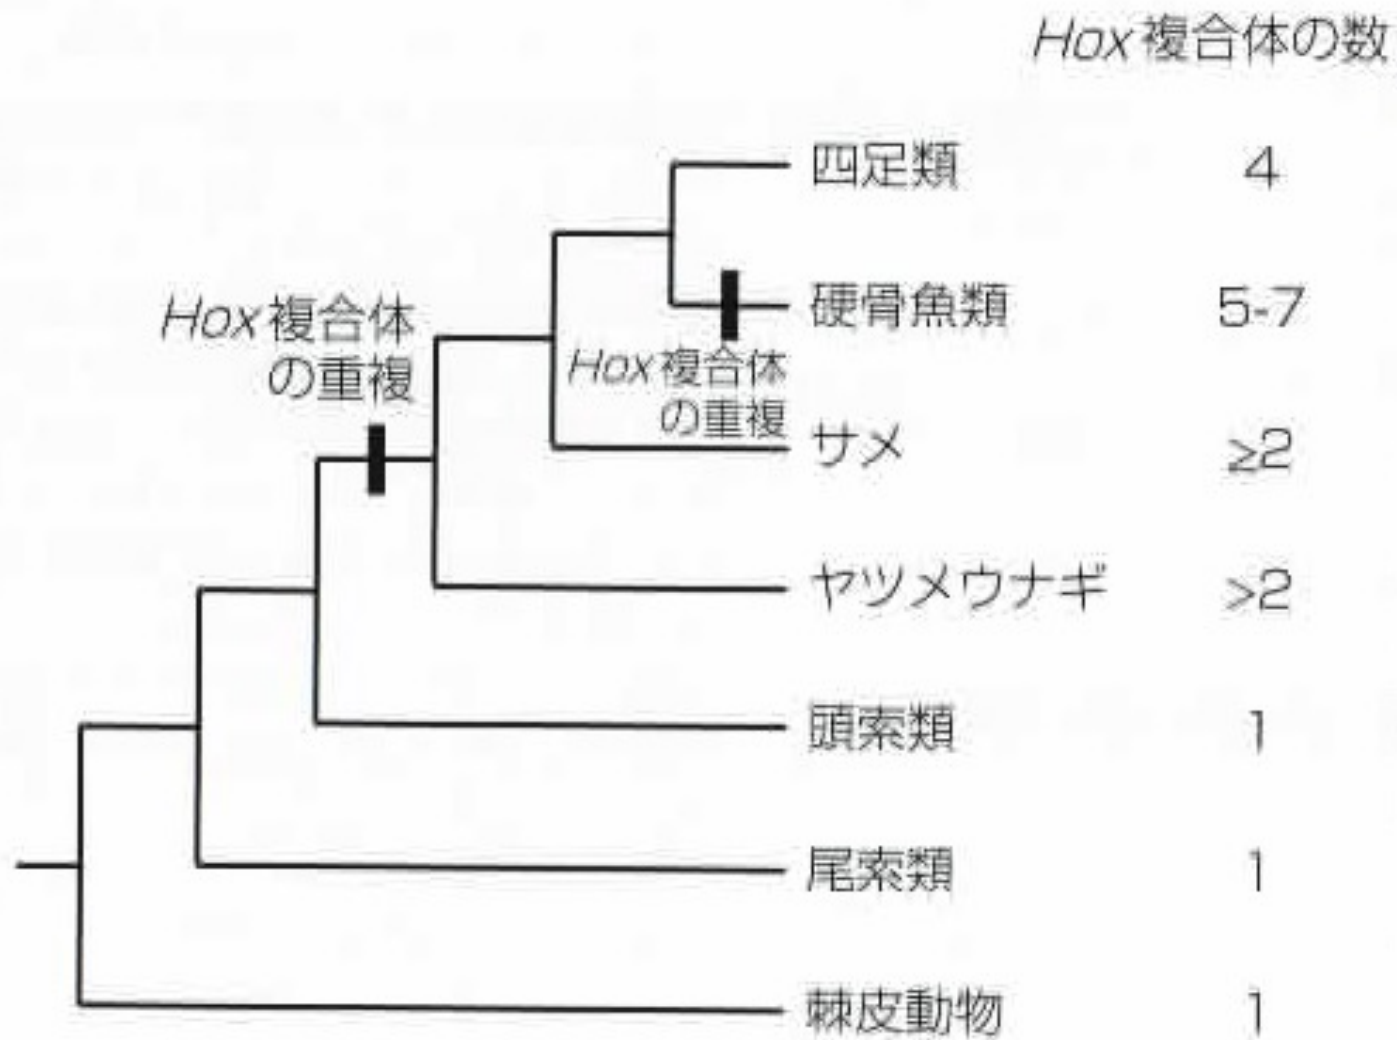 Hox複合体の数
四足類 4
硬骨魚類 5-7
Hox複合体
の重複
Hox複合体
の重複
サメ ≥2
ヤツメウナギ >2
頭索類 1
尾索類 1
棘皮動物 1